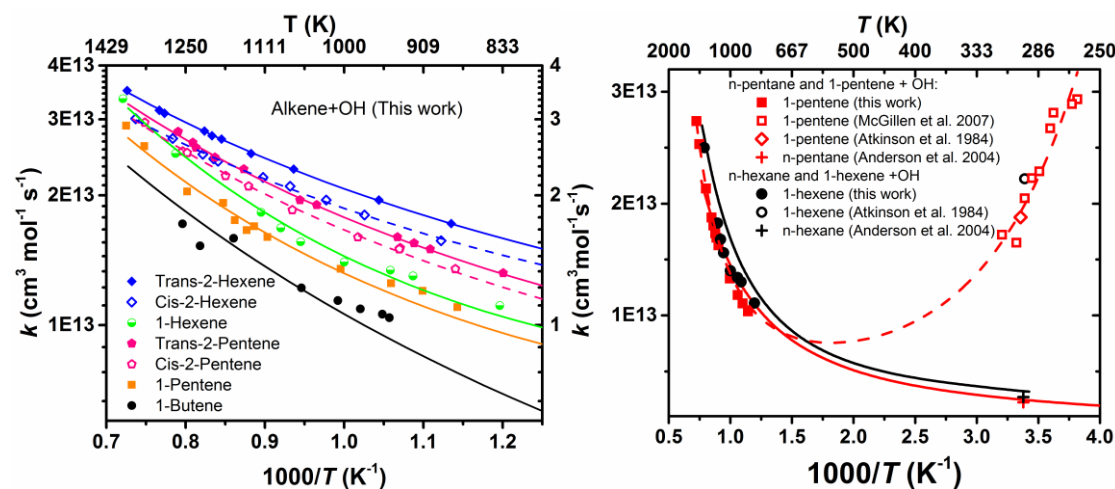 T (K)
1429 1250 1111 1000 909 833
4E13
3E13
2E13
1E13
4
3
2
1
k (cm³ mol⁻¹ s⁻¹)
Alkene+OH (This work)
Trans-2-Hexene
Cis-2-Hexene
1-Hexene
Trans-2-Pentene
Cis-2-Pentene
1-Pentene
1-Butene
0.7 0.8 0.9 1.0 1.1 1.2
1000/T (K⁻¹)
T (K)
2000 1000 667 500 400 333 286 250
3E13
2E13
1E13
k (cm³ mol⁻¹ s⁻¹)
n-pentane and 1-pentene + OH:
1-pentene (this work)
1-pentene (McGillen et al. 2007)
1-pentene (Atkinson et al. 1984)
n-pentane (Anderson et al. 2004)
n-hexane and 1-hexene +OH
1-hexene (this work)
1-hexene (Atkinson et al. 1984)
n-hexane (Anderson et al. 2004)
0.5 1.0 1.5 2.0 2.5 3.0 3.5 4.0
1000/T (K⁻¹)